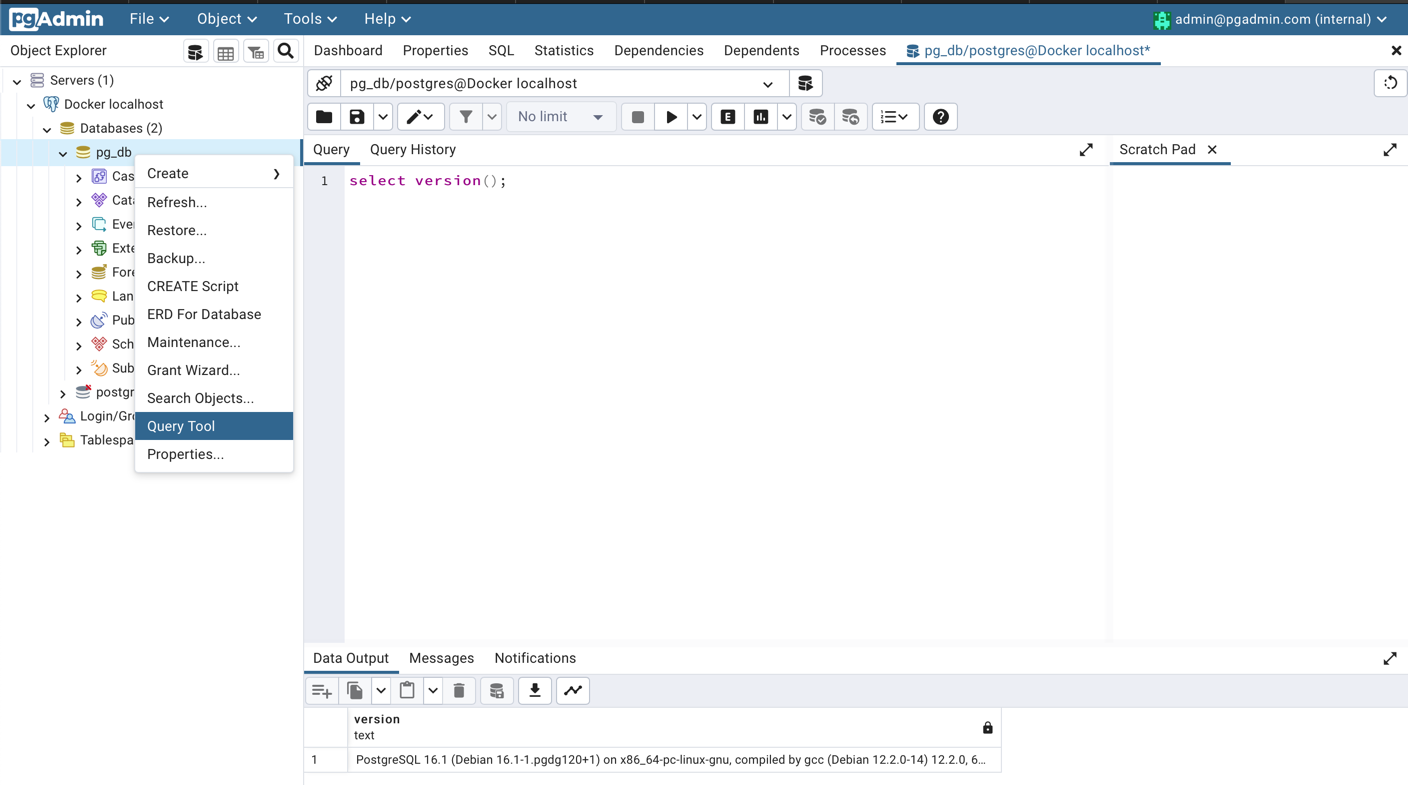 pgAdmin File Object Tools Help admin@pgadmin.com (internal)
Object Explorer
Dashboard Properties SQL Statistics Dependencies Dependents Processes pg_db/postgres@Docker localhost*
Servers (1)
Docker localhost
Databases (2)
pg_db
Cas
Cata
Eve
Exte
Fore
Lan
Pub
Sch
Sub
postgr
Login/Gro
Tablespa
Create
Refresh...
Restore...
Backup...
CREATE Script
ERD For Database
Maintenance...
Grant Wizard...
Search Objects...
Query Tool
Properties...
pg_db/postgres@Docker localhost
No limit
E
Query Query History
Scratch Pad
1 select version();
Data Output Messages Notifications
version
text
1 PostgreSQL 16.1 (Debian 16.1-1.pgdg120+1) on x86_64-pc-linux-gnu, compiled by gcc (Debian 12.2.0-14) 12.2.0, 6…